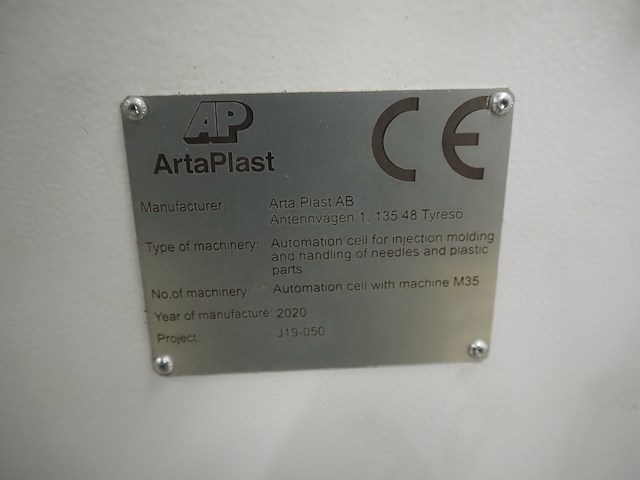 AP CE
ArtaPlast
Manufacturer: Arta Plast AB
Antennvagen 1, 135 48 Tyresö
Type of machinery: Automation cell for injection molding
and handling of needles and plastic
parts
No.of machinery: Automation cell with machine M35
Year of manufacture: 2020
Project: J19-050